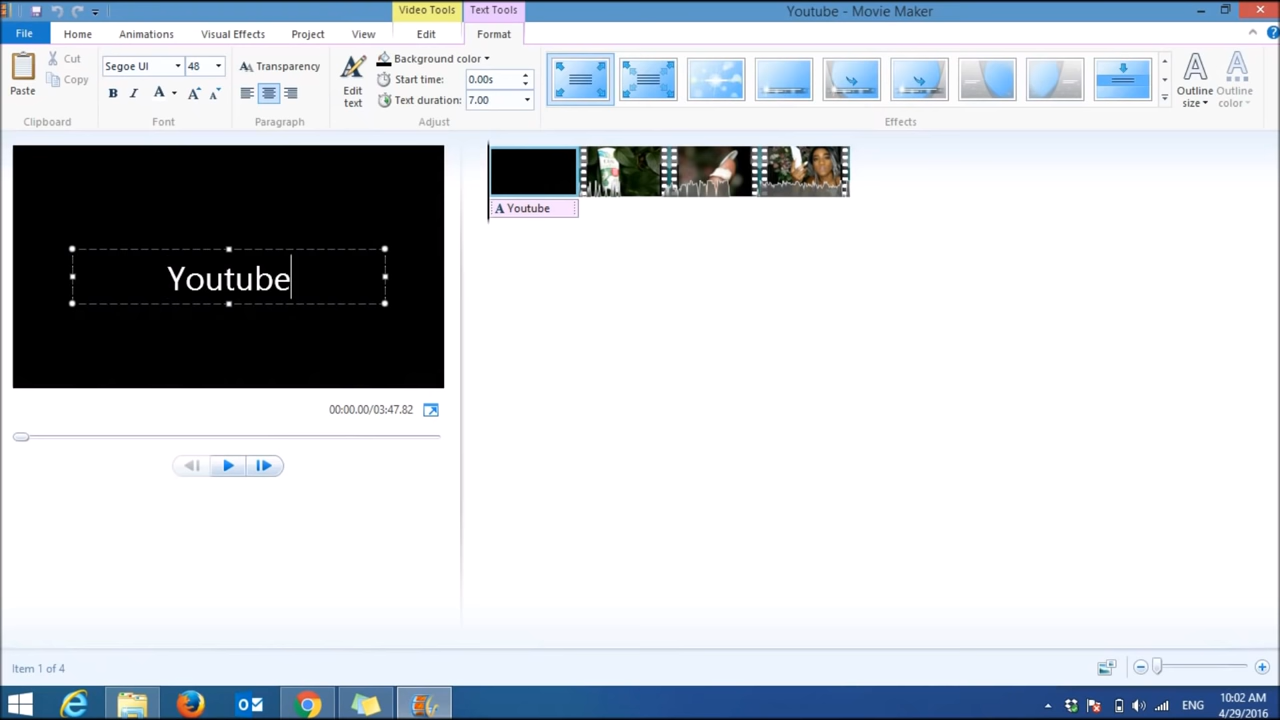 Video Tools
Text Tools
Youtube - Movie Maker
File
Home
Animations
Visual Effects
Project
View
Edit
Format
Paste
Cut
Copy
Clipboard
Segoe UI
48
B
I
A
A
A
Font
Transparency
Paragraph
Edit
text
Background color
Start time:
0.00s
Text duration:
7.00
Adjust
Effects
Outline
size
Outline
color
Youtube
A Youtube
00:00.00/03:47.82
Item 1 of 4
ENG
10:02 AM
4/29/2016